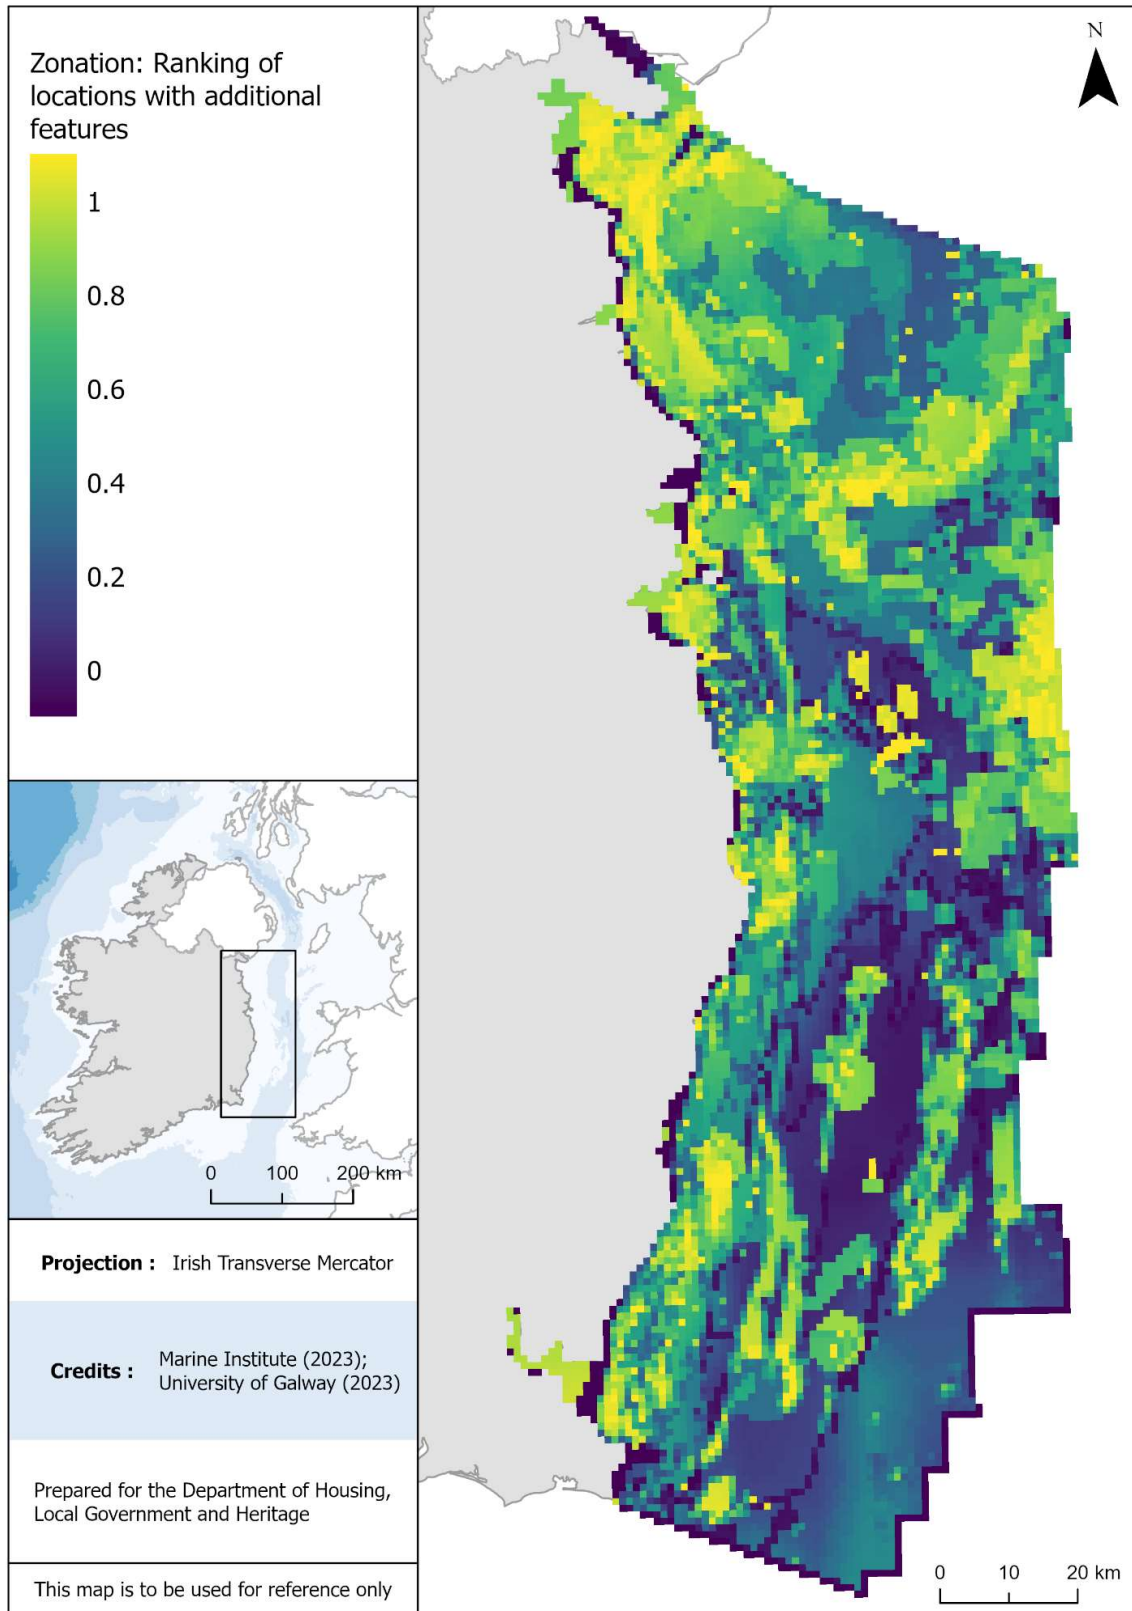 Zonation: Ranking of
locations with additional
features
1
0.8
0.6
0.4
0.2
0
N
0 100 200 km
Projection : Irish Transverse Mercator
Credits : Marine Institute (2023);
University of Galway (2023)
Prepared for the Department of Housing,
Local Government and Heritage
This map is to be used for reference only
0 10 20 km